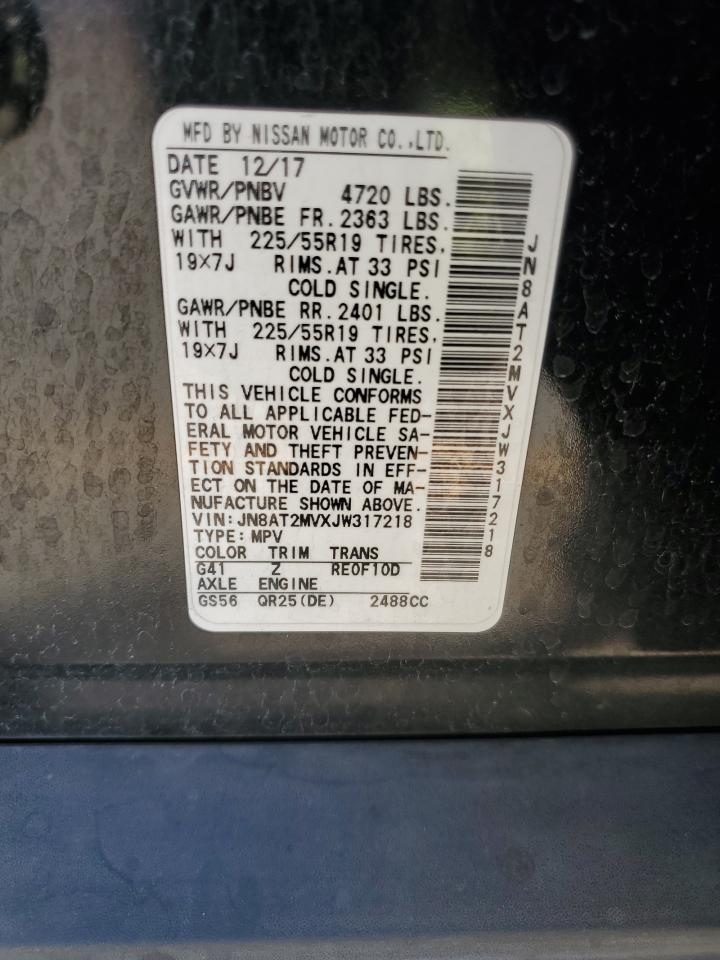 MFD BY NISSAN MOTOR CO.,LTD.
DATE 12/17
GVWR/PNBV 4720 LBS.
GAWR/PNBE FR. 2363 LBS.
WITH 225/55R19 TIRES,
19×7J RIMS. AT 33 PSI
COLD SINGLE.
GAWR/PNBE RR. 2401 LBS.
WITH 225/55R19 TIRES,
19×7J RIMS. AT 33 PSI
COLD SINGLE.
THIS VEHICLE CONFORMS
TO ALL APPLICABLE FED-
ERAL MOTOR VEHICLE SA-
FETY AND THEFT PREVEN-
TION STANDARDS IN EFF-
ECT ON THE DATE OF MA-
NUFACTURE SHOWN ABOVE.
VIN:JN8AT2MVXJW317218
TYPE:MPV
COLOR TRIM TRANS
G41 Z RE0F10D
AXLE ENGINE
GS56 QR25(DE) 2488CC
JN8AT2MVXJW317218